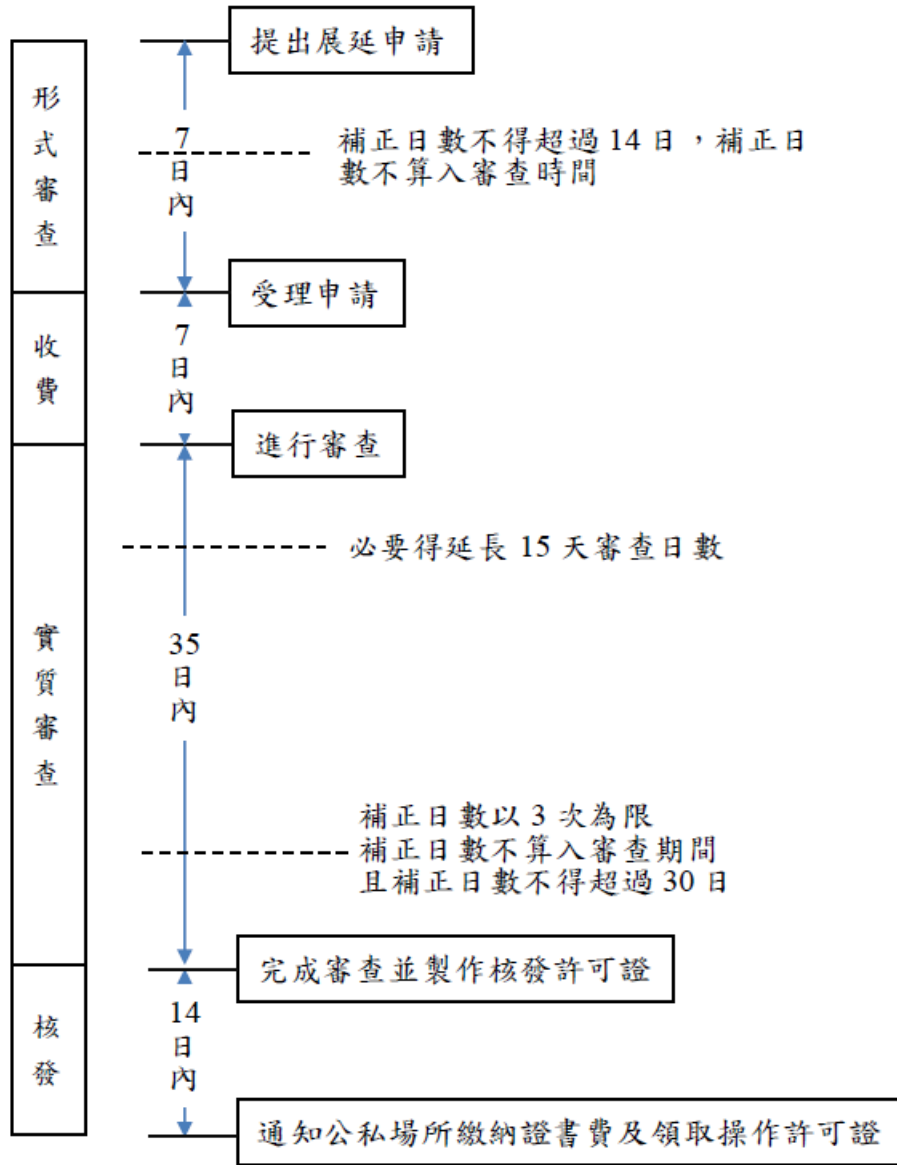 提出展延申請
形式審查
7日內
補正日數不得超過 14 日，補正日
數不算入審查時間
受理申請
收費
7日內
進行審查
必要得延長 15 天審查日數
實質審查
35日內
補正日數以 3 次為限
補正日數不算入審查期間
且補正日數不得超過 30 日
完成審查並製作核發許可證
核發
14日內
通知公私場所繳納證書費及領取操作許可證